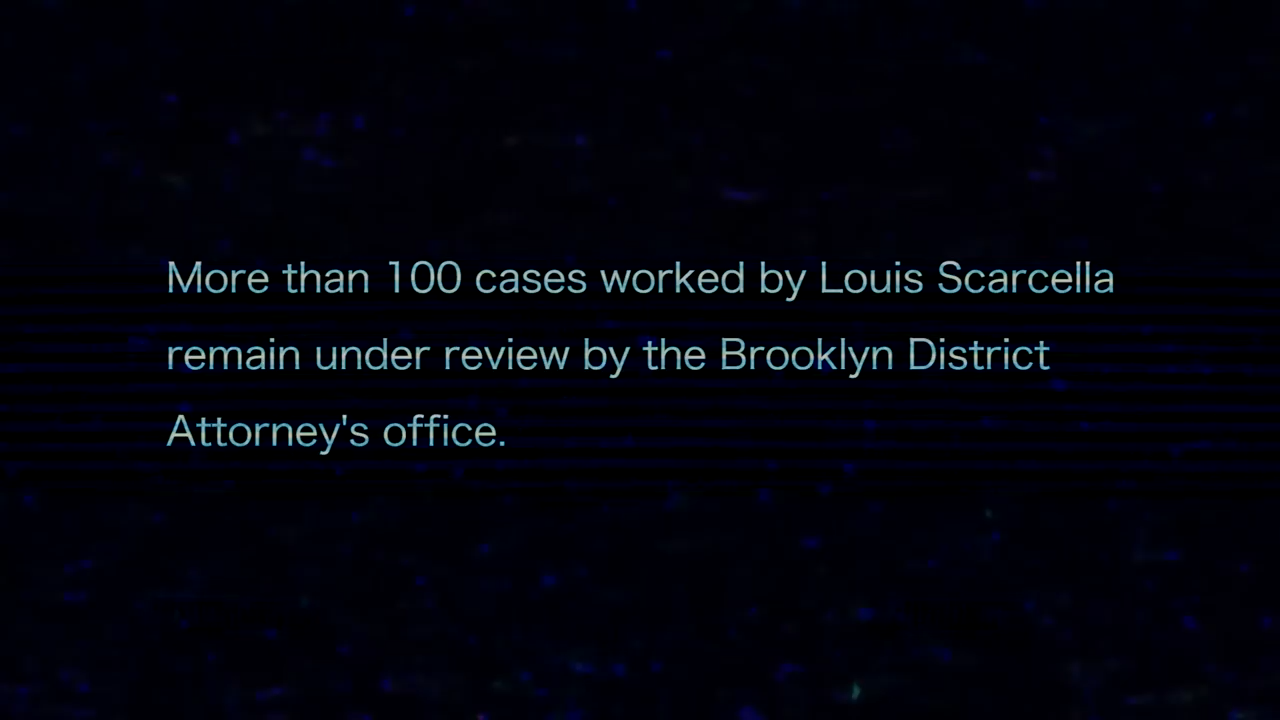 More than 100 cases worked by Louis Scarcella
remain under review by the Brooklyn District
Attorney's office.